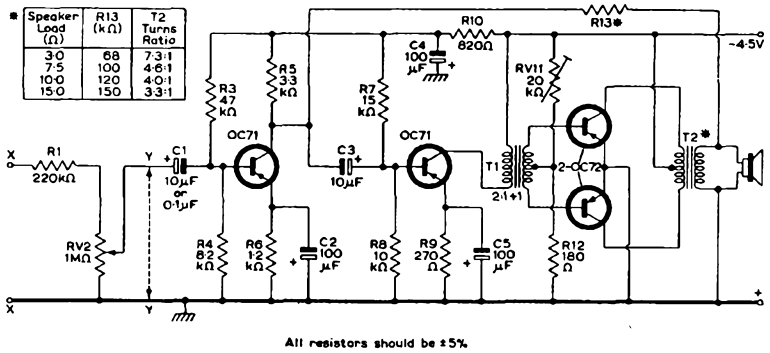 * Speaker Load (Ω) R13 (kΩ) T2 Turns Ratio
3·0 68 7·3:1
7·5 100 4·6:1
10·0 120 4·0:1
15·0 150 3·3:1
R10
820Ω
R13*
−4·5V
C4
100
μF
+
R3
47
kΩ
R5
3·3
kΩ
R7
15
kΩ
RV11
20
kΩ
X
R1
220kΩ
Y
C1
+
10μF
or
0·1μF
OC71
C3
+
10μF
OC71
T1
2:1+1
2-OC72
T2*
RV2
1MΩ
R4
8·2
kΩ
R6
1·2
kΩ
C2
100
μF
+
R8
10
kΩ
R9
270
Ω
C5
100
μF
+
R12
180
Ω
X
Y
+
All resistors should be ±5%